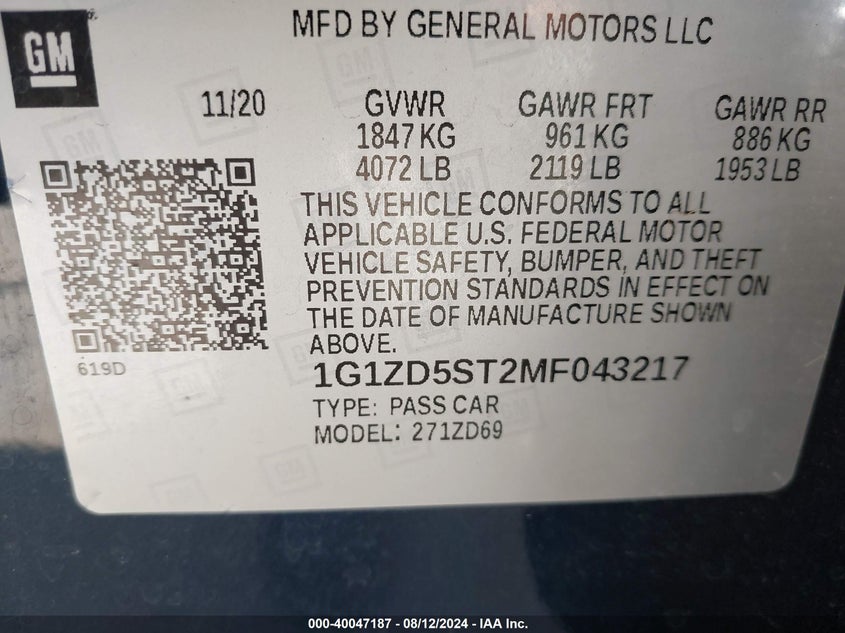 GM
MFD BY GENERAL MOTORS LLC
11/20 GVWR GAWR FRT GAWR RR
1847 KG 961 KG 886 KG
4072 LB 2119 LB 1953 LB
THIS VEHICLE CONFORMS TO ALL
APPLICABLE U.S. FEDERAL MOTOR
VEHICLE SAFETY, BUMPER, AND THEFT
PREVENTION STANDARDS IN EFFECT ON
THE DATE OF MANUFACTURE SHOWN
ABOVE.
619D
1G1ZD5ST2MF043217
TYPE: PASS CAR
MODEL: 271ZD69
000-40047187 - 08/12/2024 - IAA Inc.